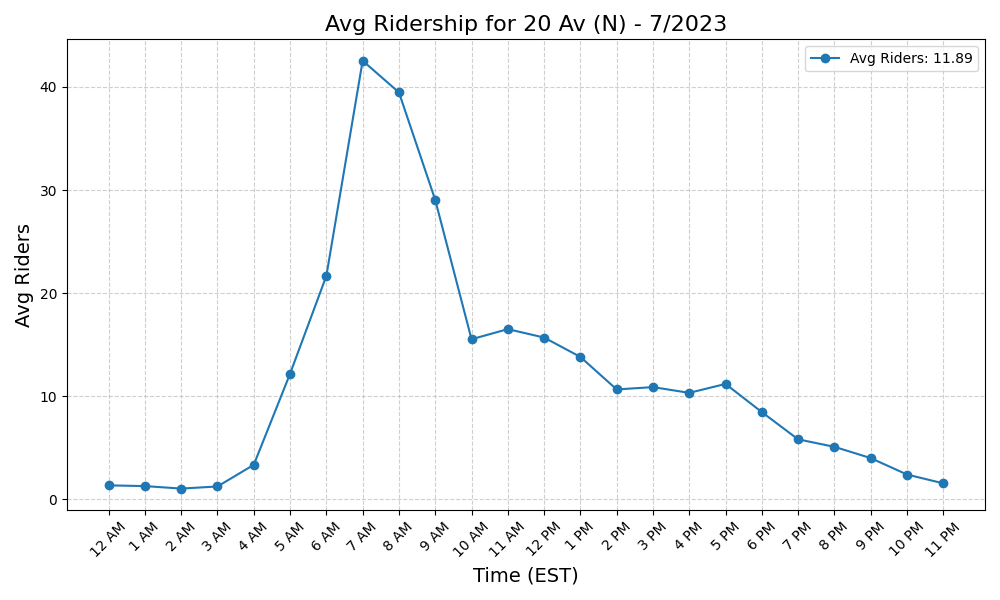 Avg Ridership for 20 Av (N) - 7/2023
Avg Riders: 11.89
Avg Riders
40
30
20
10
0
12 AM 1 AM 2 AM 3 AM 4 AM 5 AM 6 AM 7 AM 8 AM 9 AM 10 AM 11 AM 12 PM 1 PM 2 PM 3 PM 4 PM 5 PM 6 PM 7 PM 8 PM 9 PM 10 PM 11 PM
Time (EST)